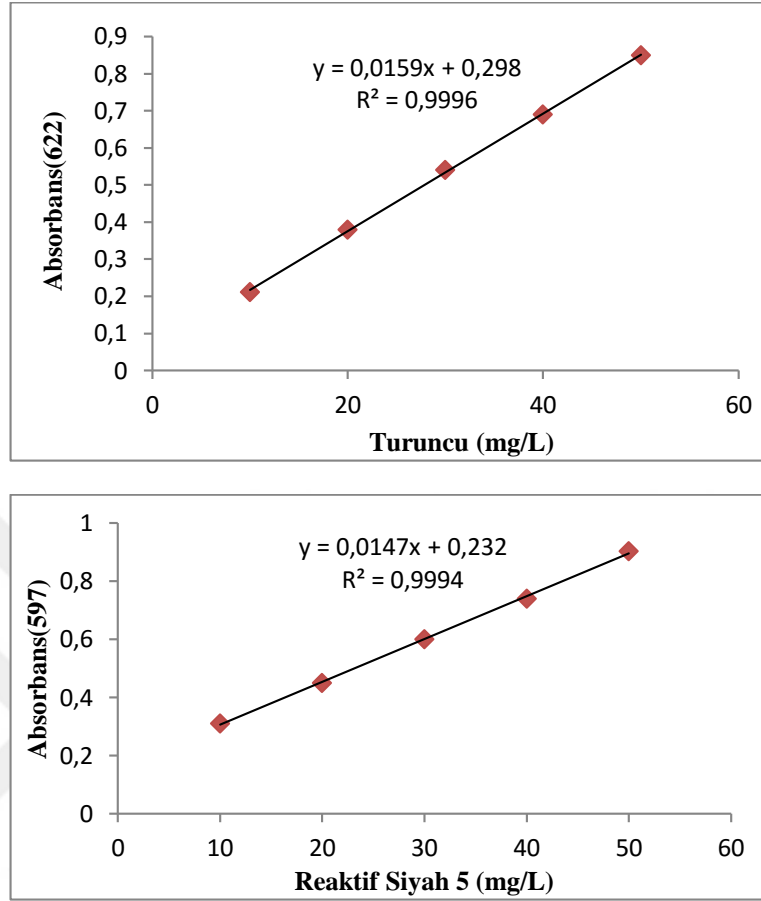 y = 0,0159x + 0,298
R² = 0,9996
0,9
0,8
0,7
0,6
0,5
0,4
0,3
0,2
0,1
0
Absorbans(622)
0 20 40 60
Turuncu (mg/L)
y = 0,0147x + 0,232
R² = 0,9994
1
0,8
0,6
0,4
0,2
0
Absorbans(597)
0 10 20 30 40 50 60
Reaktif Siyah 5 (mg/L)